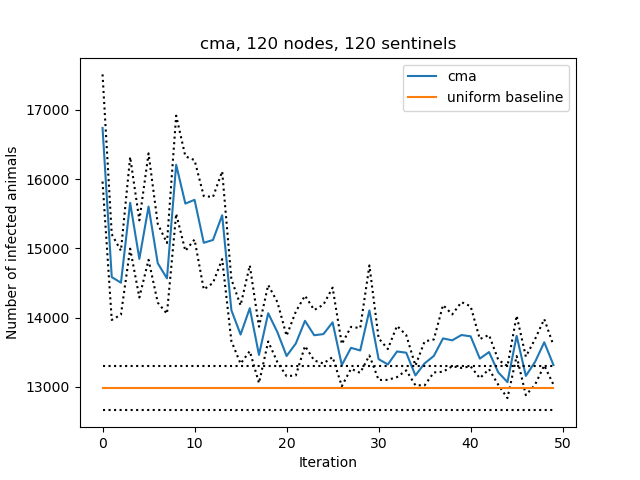 cma, 120 nodes, 120 sentinels
cma
uniform baseline
17000
16000
15000
14000
13000
Number of infected animals
0 10 20 30 40 50
Iteration